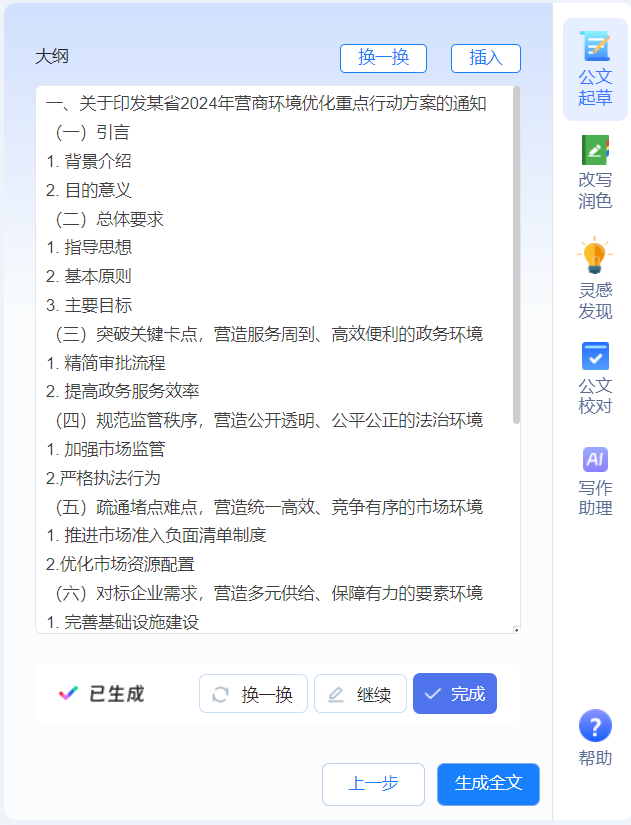 大纲
换一换
插入
一、关于印发某省2024年营商环境优化重点行动方案的通知
（一）引言
1. 背景介绍
2. 目的意义
（二）总体要求
1. 指导思想
2. 基本原则
3. 主要目标
（三）突破关键卡点，营造服务周到、高效便利的政务环境
1. 精简审批流程
2. 提高政务服务效率
（四）规范监管秩序，营造公开透明、公平公正的法治环境
1. 加强市场监管
2.严格执法行为
（五）疏通堵点难点，营造统一高效、竞争有序的市场环境
1. 推进市场准入负面清单制度
2.优化市场资源配置
（六）对标企业需求，营造多元供给、保障有力的要素环境
1. 完善基础设施建设
已生成
换一换
继续
完成
上一步
生成全文
公文
起草
改写
润色
灵感
发现
公文
校对
AI
写作
助理
?
帮助